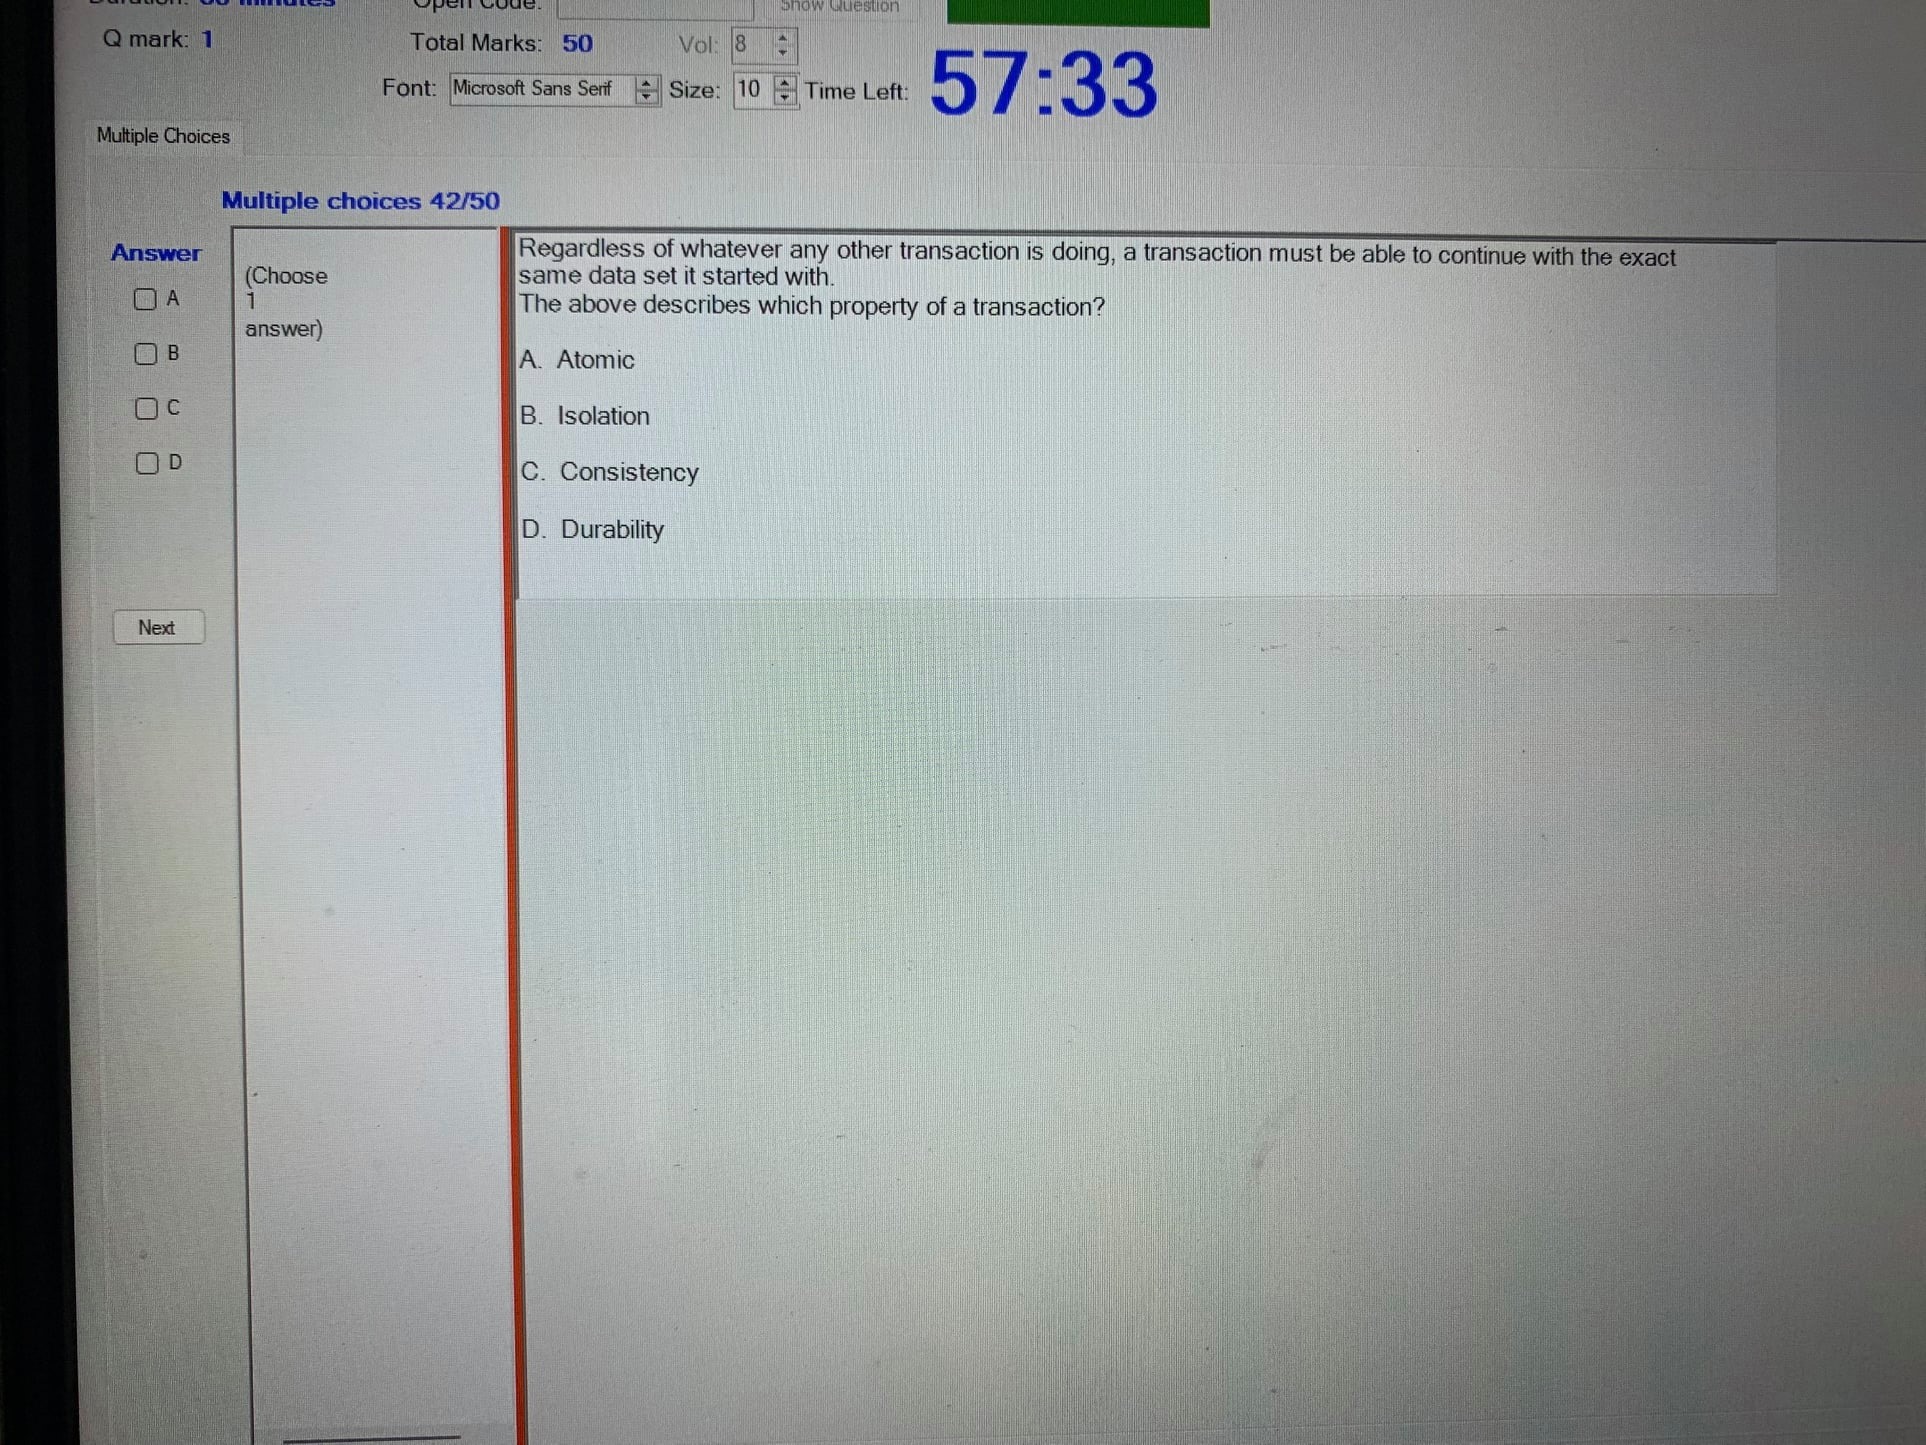 Q mark: 1
Open Code:
Show Question
Total Marks: 50
Vol: 8
Font: Microsoft Sans Serif
Size: 10
Time Left: 57:33
Multiple Choices
Multiple choices 42/50
Answer
A
B
C
D
Next
(Choose
1
answer)
Regardless of whatever any other transaction is doing, a transaction must be able to continue with the exact
same data set it started with.
The above describes which property of a transaction?
A. Atomic
B. Isolation
C. Consistency
D. Durability